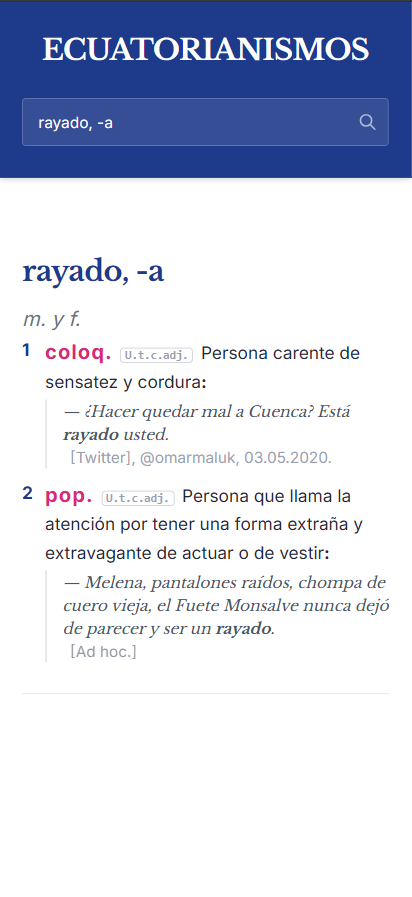 ECUATORIANISMOS
rayado, -a
rayado, -a
m. y f.
1 coloq. U.t.c.adj. Persona carente de
sensatez y cordura:
— ¿Hacer quedar mal a Cuenca? Está
rayado usted.
[Twitter], @omarmaluk, 03.05.2020.
2 pop. U.t.c.adj. Persona que llama la
atención por tener una forma extraña y
extravagante de actuar o de vestir:
— Melena, pantalones raídos, chompa de
cuero vieja, el Fuete Monsalve nunca dejó
de parecer y ser un rayado.
[Ad hoc.]